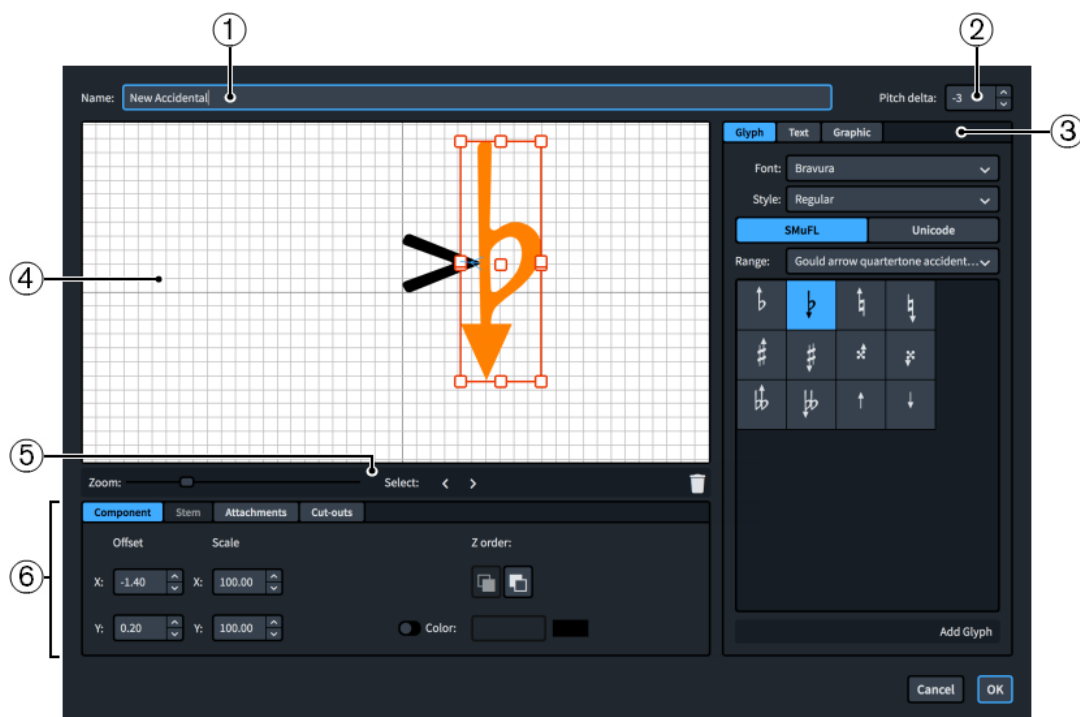 ① ②
Name: New Accidental Pitch delta: -3
Glyph Text Graphic ③
Font: Bravura
Style: Regular
SMuFL Unicode
④ Range: Gould arrow quartertone accident...
⑤
Zoom: Select:
Component Stem Attachments Cut-outs
Offset Scale Z order:
⑥ X: -1.40 X: 100.00
Y: 0.20 Y: 100.00 Color:
Add Glyph
Cancel OK